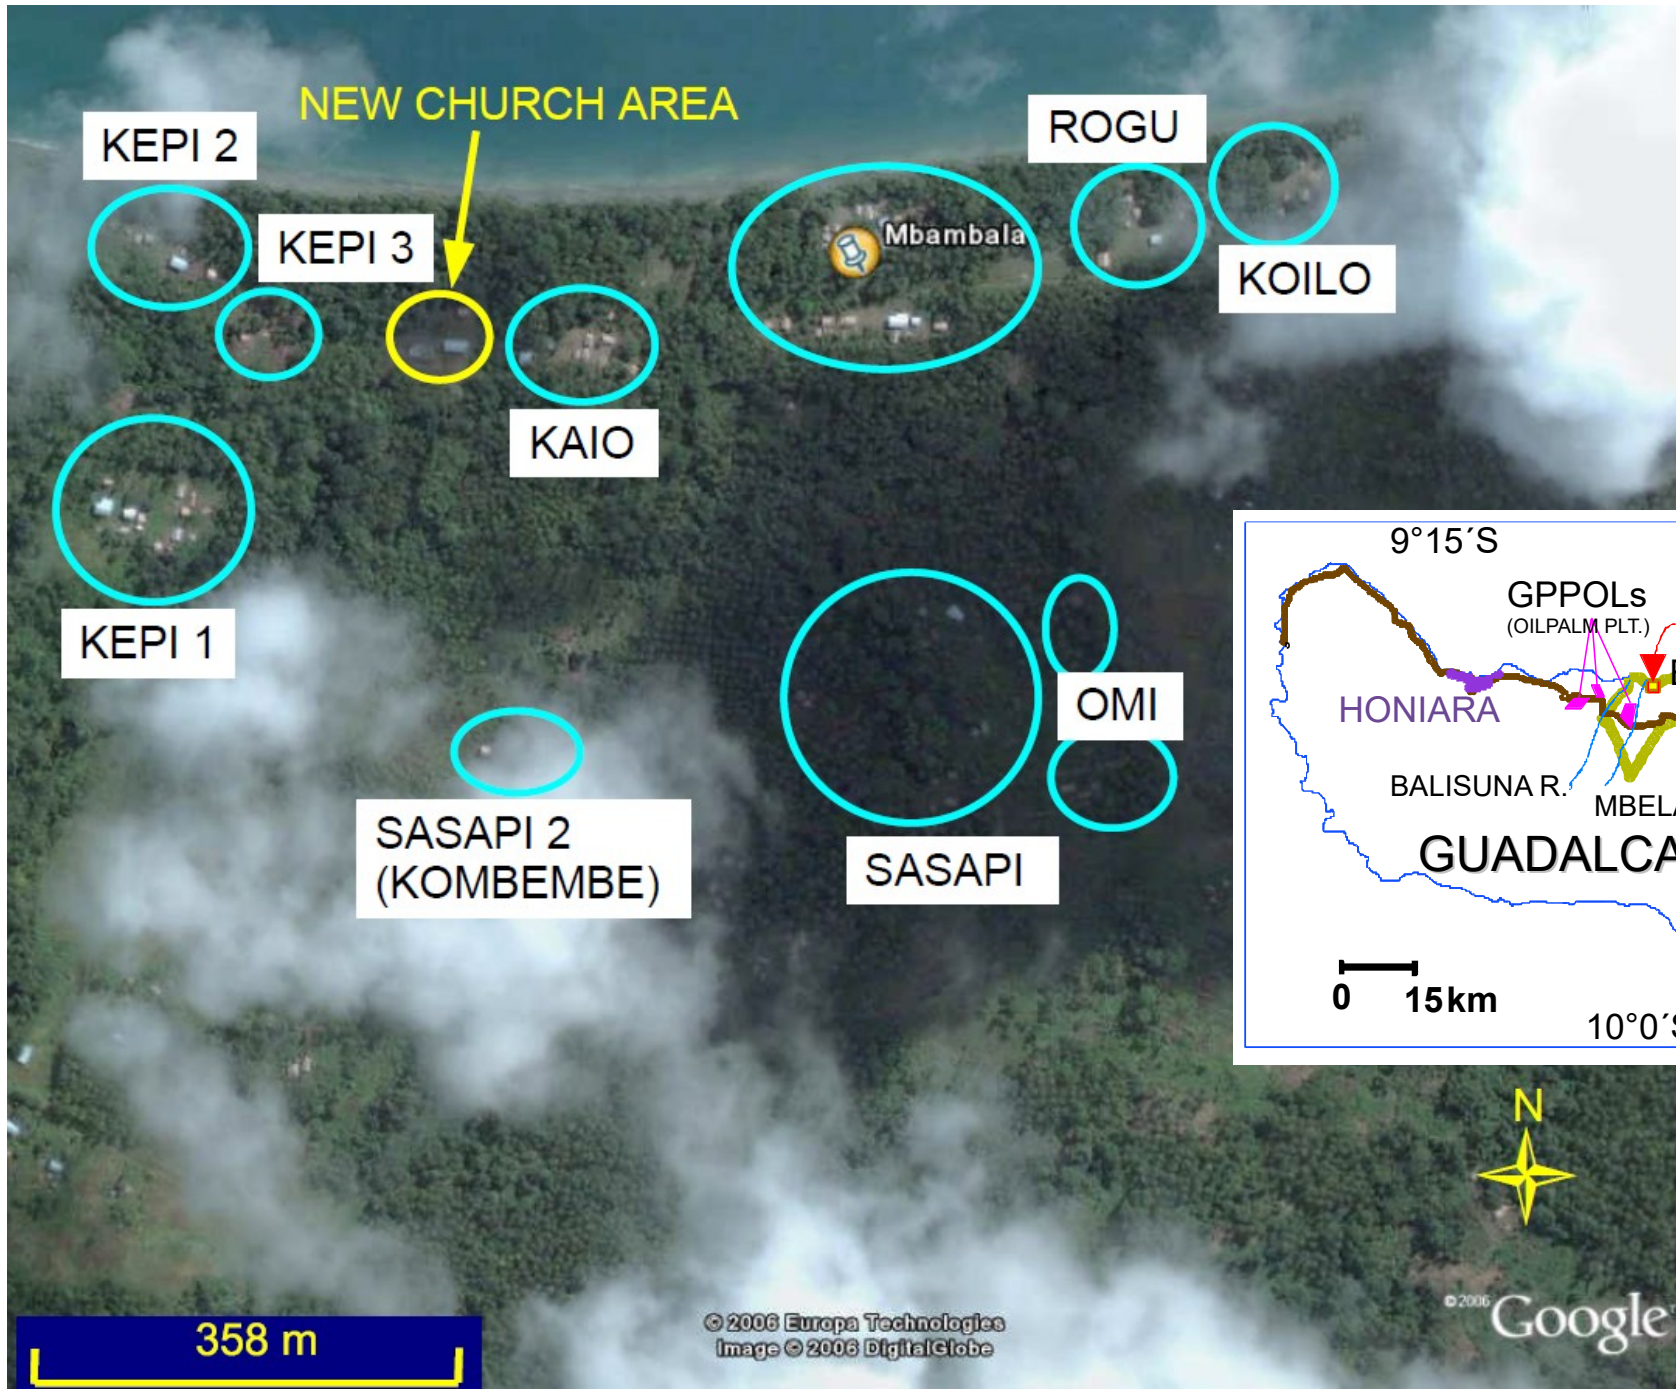 NEW CHURCH AREA
KEPI 2
ROGU
Mbambala
KEPI 3
KOILO
KAIO
KEPI 1
9°15´S
GPPOLs
(OILPALM PLT.)
HONIARA
OMI
BALISUNA R.
MBELA
SASAPI 2
(KOMBEMBE)
SASAPI
GUADALCA
0 15km
10°0´S
N
358 m
© 2006 Europa Technologies
Image © 2006 DigitalGlobe
©2006 Google